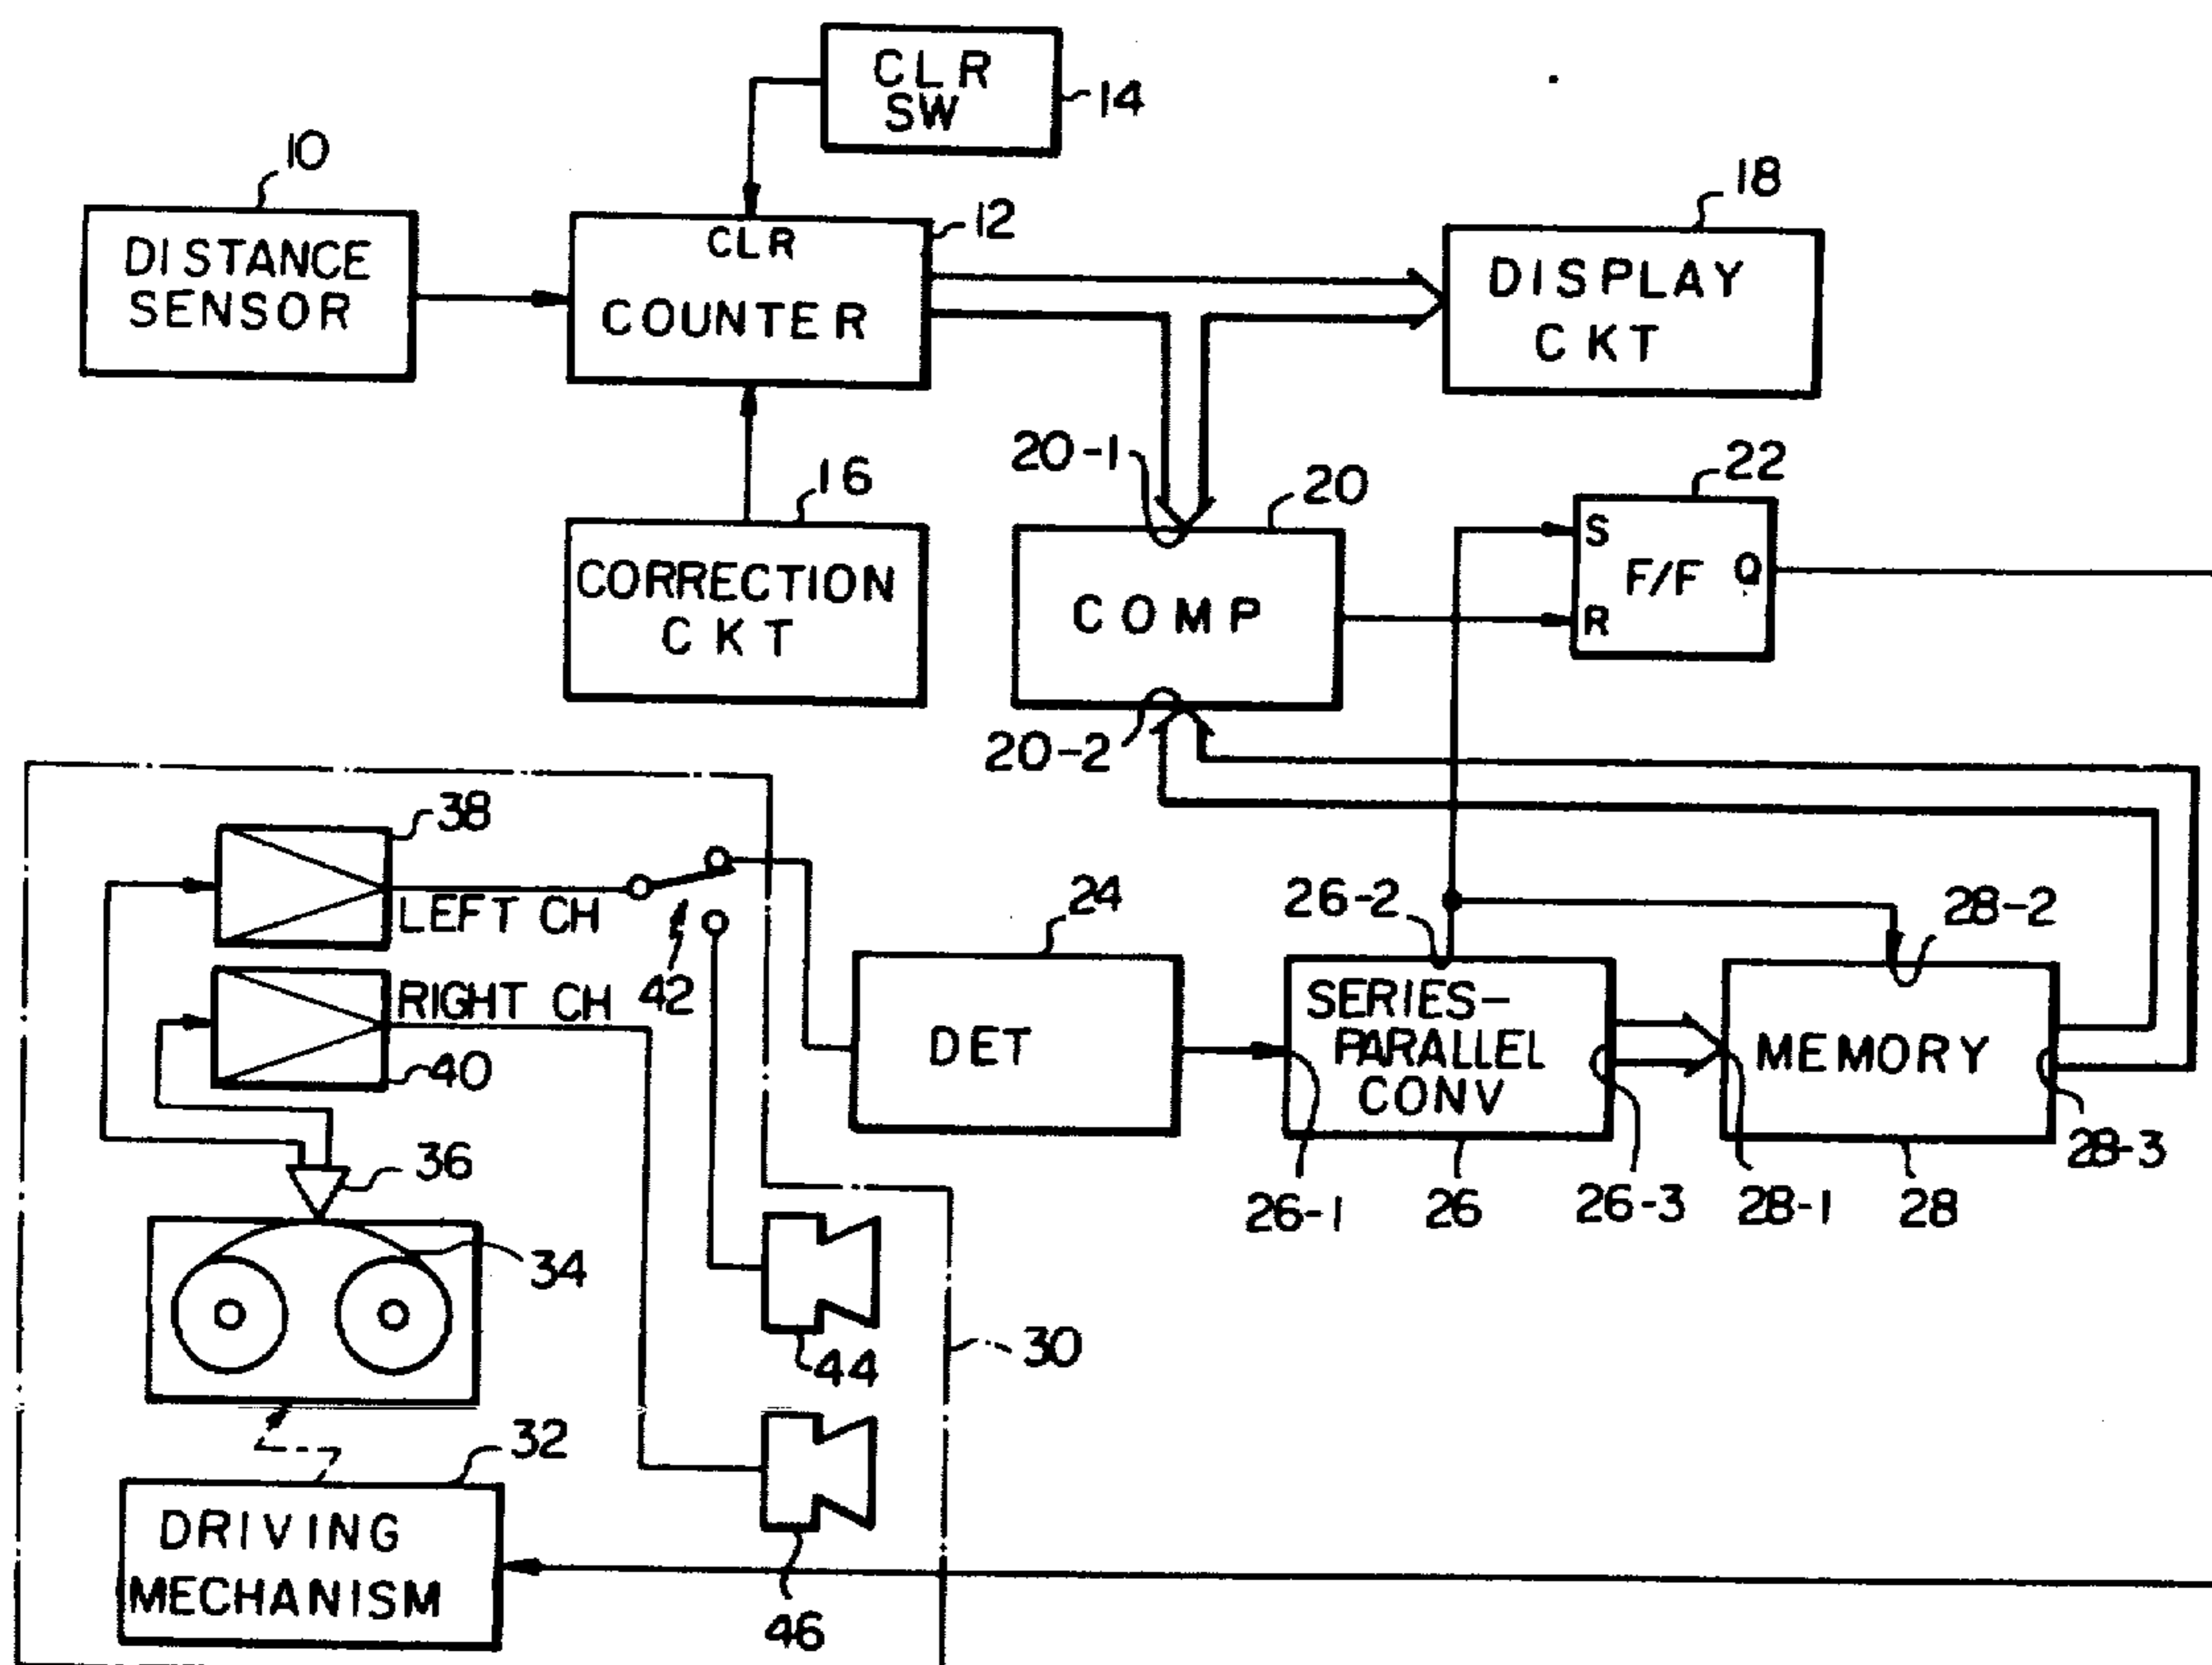 CLR
SW
14
10
DISTANCE
SENSOR
CLR
COUNTER
12
18
DISPLAY
CKT
16
CORRECTION
CKT
20-1
20
COMP
20-2
22
S
F/F
Q
R
38
LEFT CH
42
RIGHT CH
40
36
34
24
DET
26-2
SERIES-
PARALLEL
CONV
26-1
26
26-3
28-2
MEMORY
28-1
28
28-3
44
30
46
32
DRIVING
MECHANISM